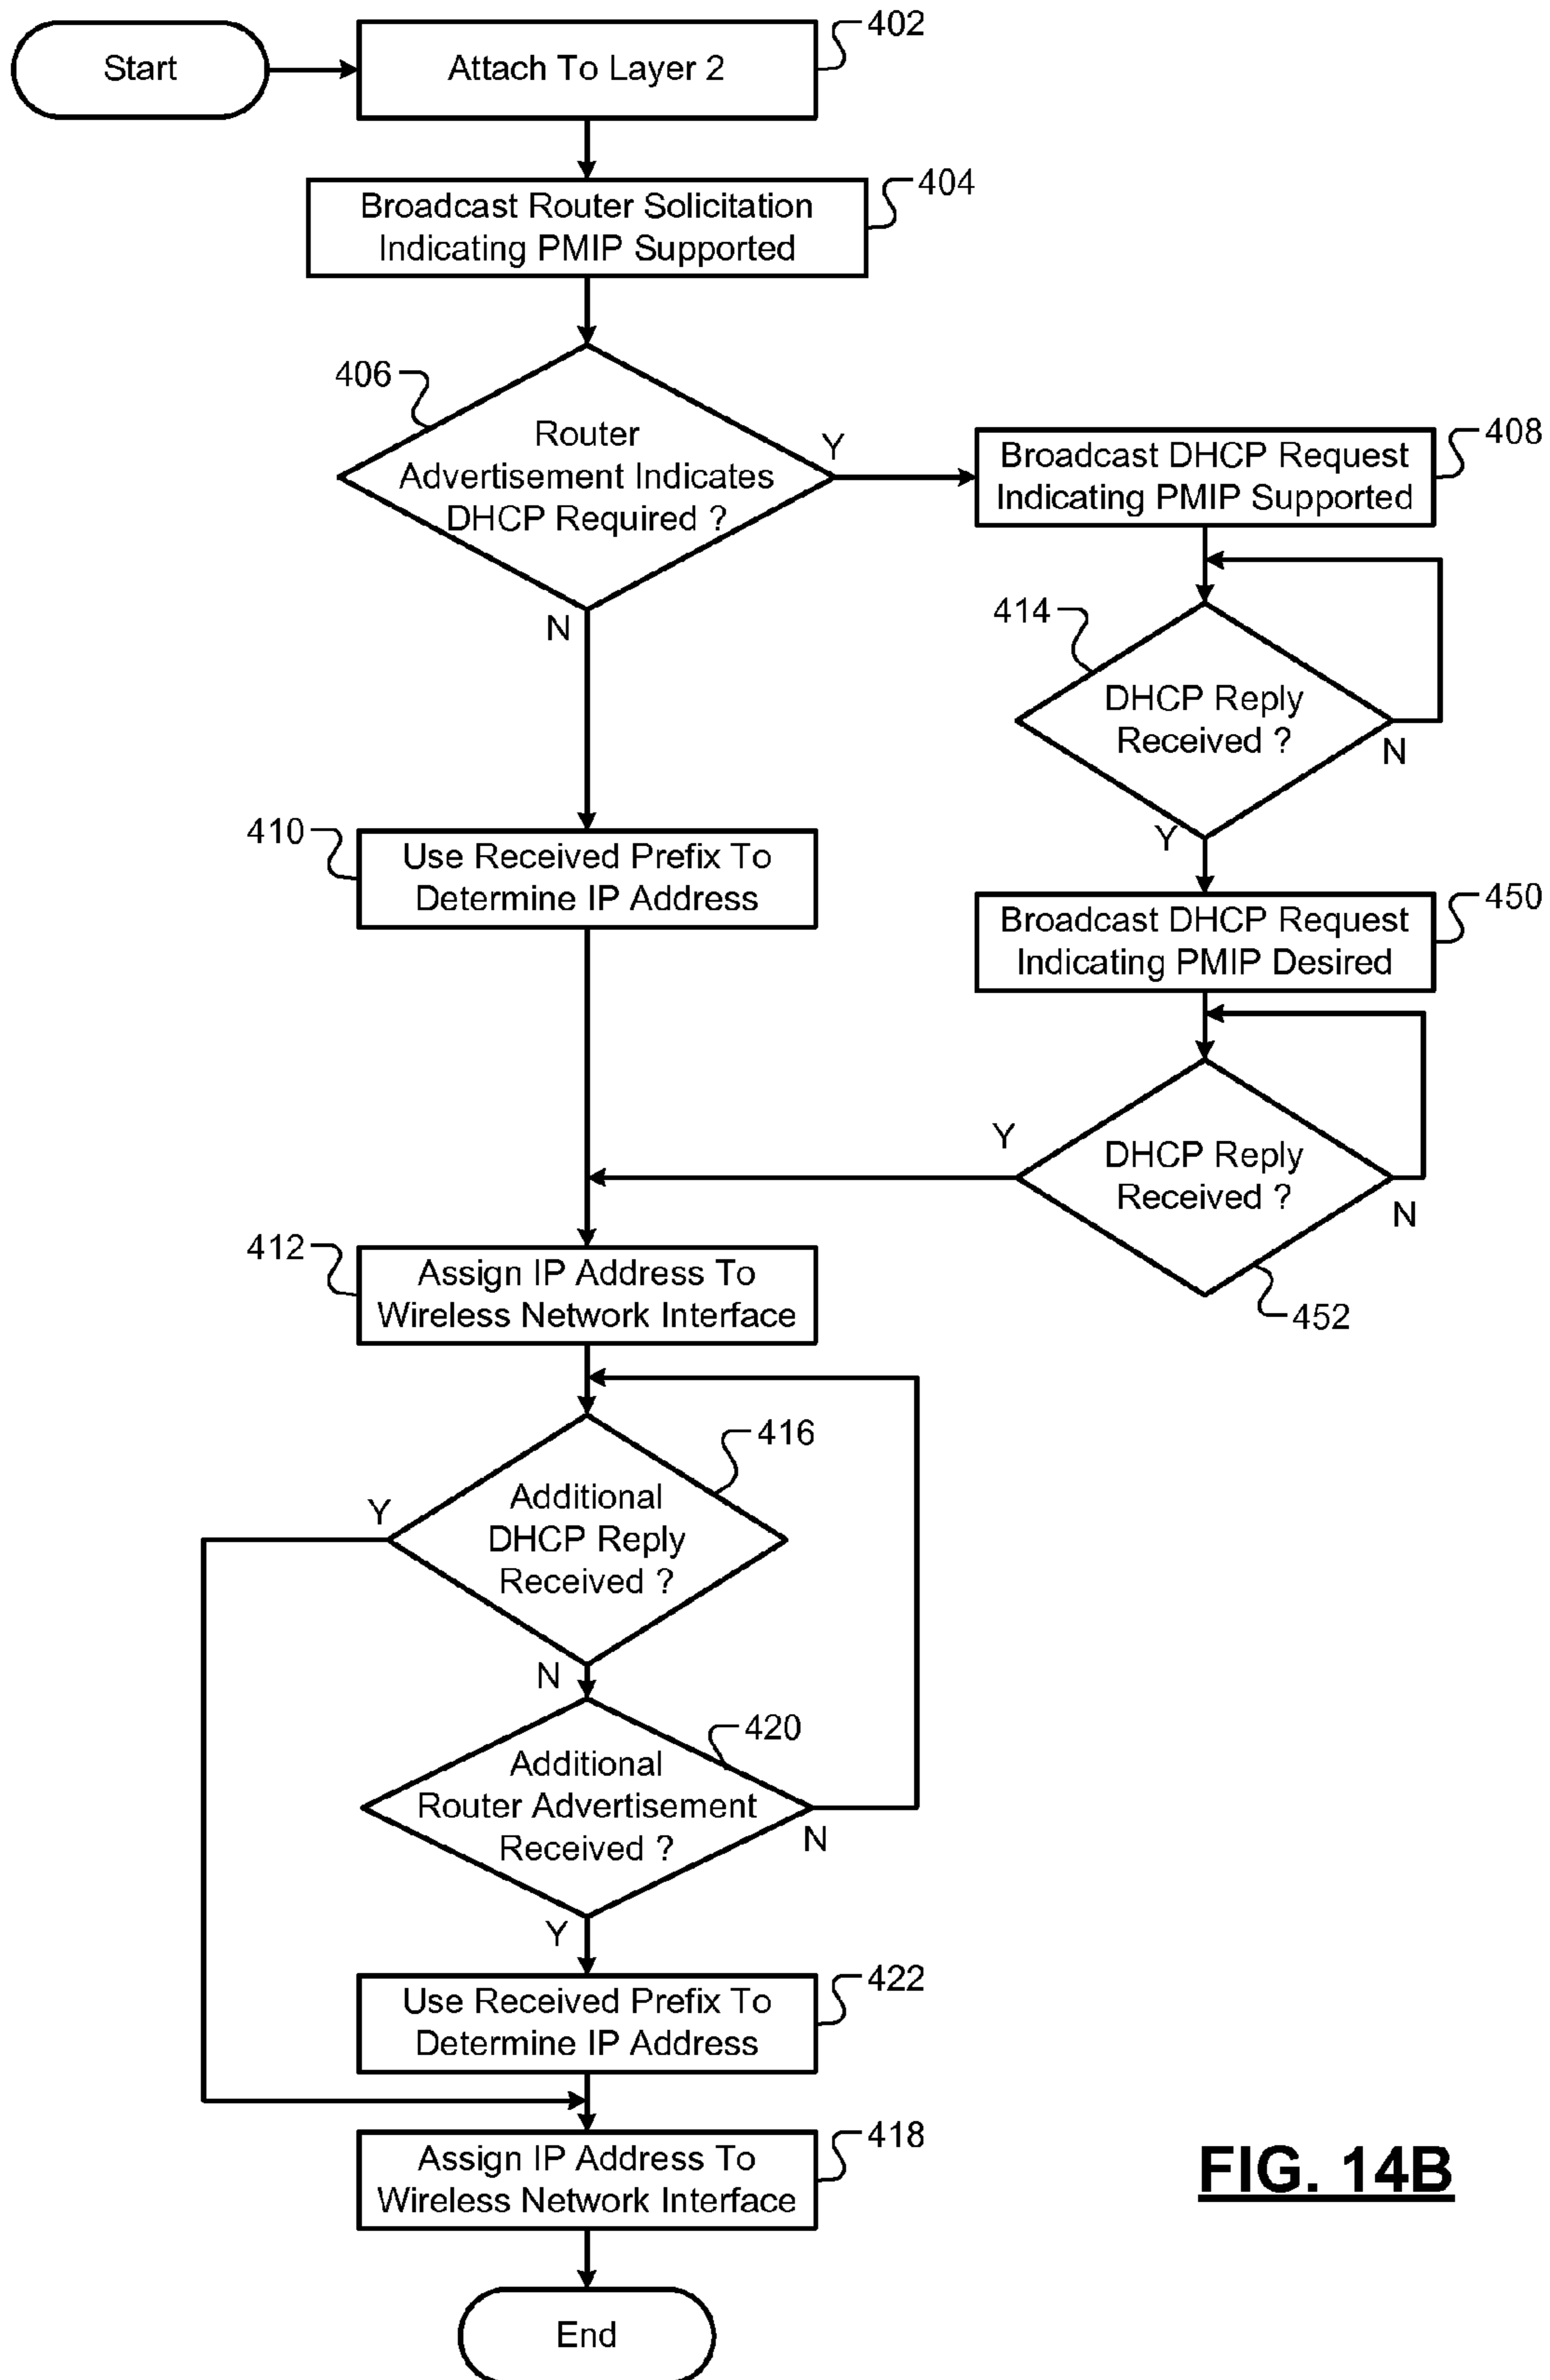 Start
Attach To Layer 2
402
Broadcast Router Solicitation
Indicating PMIP Supported
404
406
Router
Advertisement Indicates
DHCP Required ?
Y
N
Broadcast DHCP Request
Indicating PMIP Supported
408
414
DHCP Reply
Received ?
N
Y
410
Use Received Prefix To
Determine IP Address
Broadcast DHCP Request
Indicating PMIP Desired
450
Y
DHCP Reply
Received ?
N
452
412
Assign IP Address To
Wireless Network Interface
416
Y
Additional
DHCP Reply
Received ?
N
420
Additional
Router Advertisement
Received ?
N
Y
Use Received Prefix To
Determine IP Address
422
Assign IP Address To
Wireless Network Interface
418
FIG. 14B
End